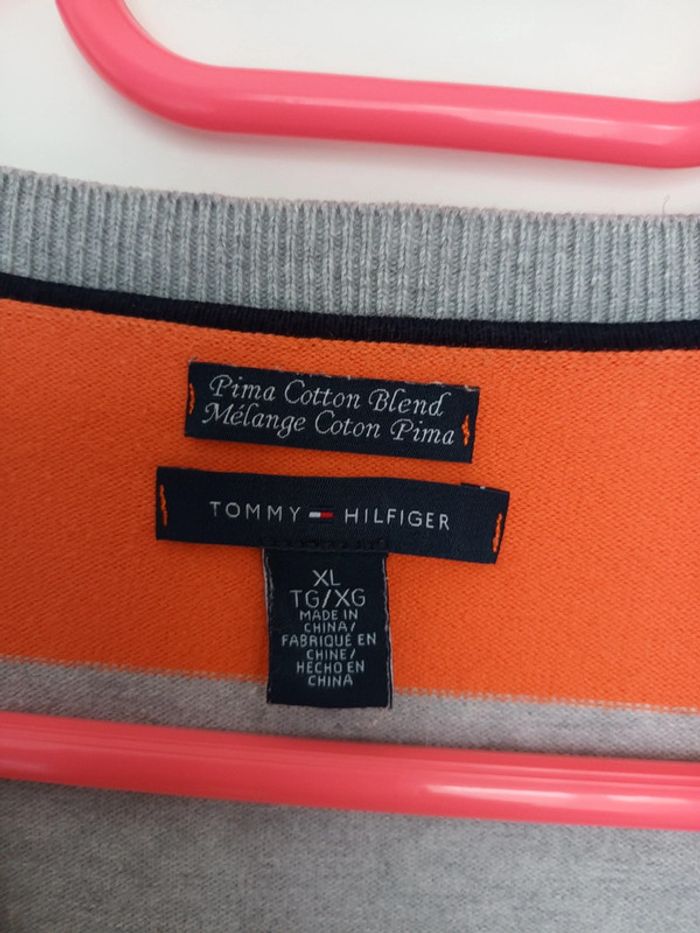 Pima Cotton Blend
Mélange Coton Pima
TOMMY HILFIGER
XL
TG/XG
MADE IN
CHINA/
FABRIQUÉ EN
CHINE/
HECHO EN
CHINA